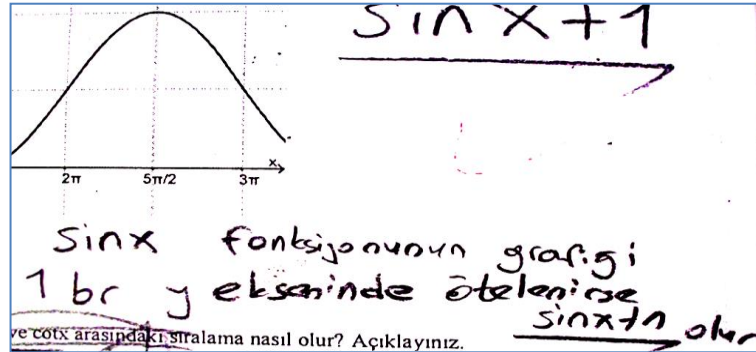 sin x + 1
x
2π 5π/2 3π
sinx fonksiyonunun grafigi
1 br y ekseninde ötelenirse
sinx+1 olur
ve cotx arasındaki sıralama nasıl olur? Açıklayınız.